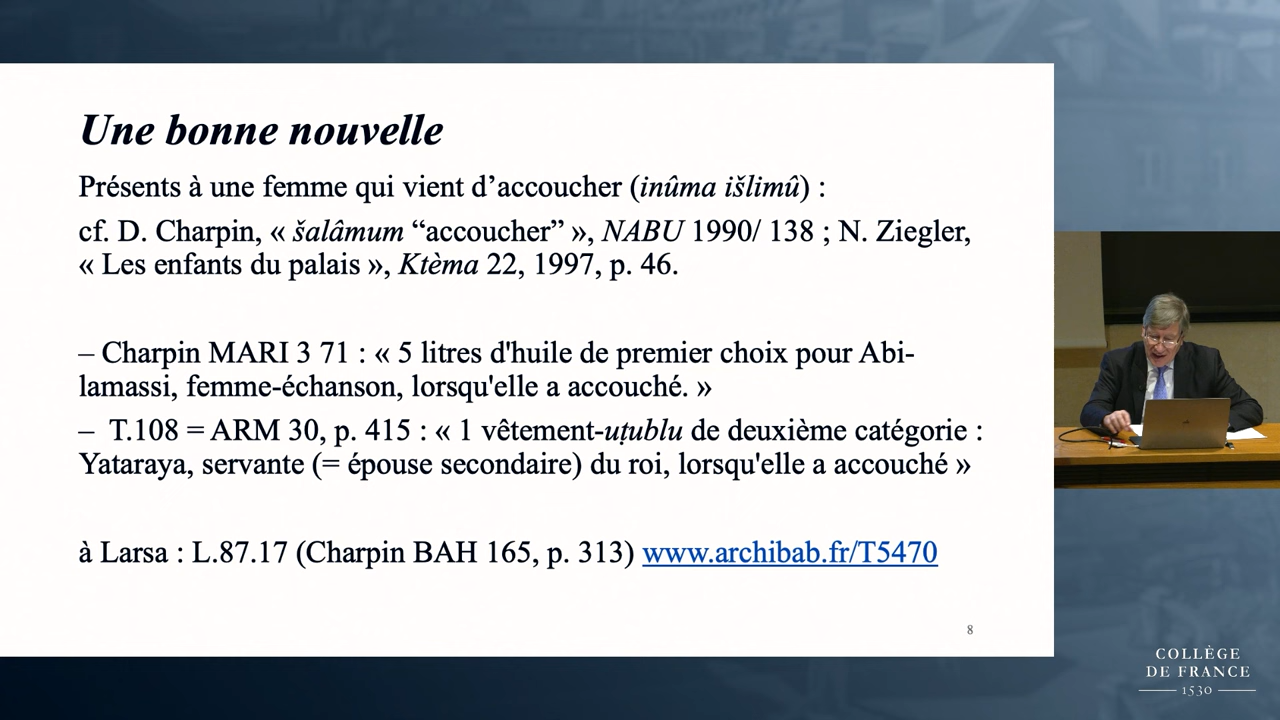 Une bonne nouvelle
Présents à une femme qui vient d’accoucher (inûma išlimû) :
cf. D. Charpin, « šalâmum “accoucher” », NABU 1990/ 138 ; N. Ziegler,
« Les enfants du palais », Ktèma 22, 1997, p. 46.
– Charpin MARI 3 71 : « 5 litres d'huile de premier choix pour Abi-
lamassi, femme-échanson, lorsqu'elle a accouché. »
– T.108 = ARM 30, p. 415 : « 1 vêtement-uṭublu de deuxième catégorie :
Yataraya, servante (= épouse secondaire) du roi, lorsqu'elle a accouché »
à Larsa : L.87.17 (Charpin BAH 165, p. 313) www.archibab.fr/T5470
8
COLLÈGE
DE FRANCE
1530